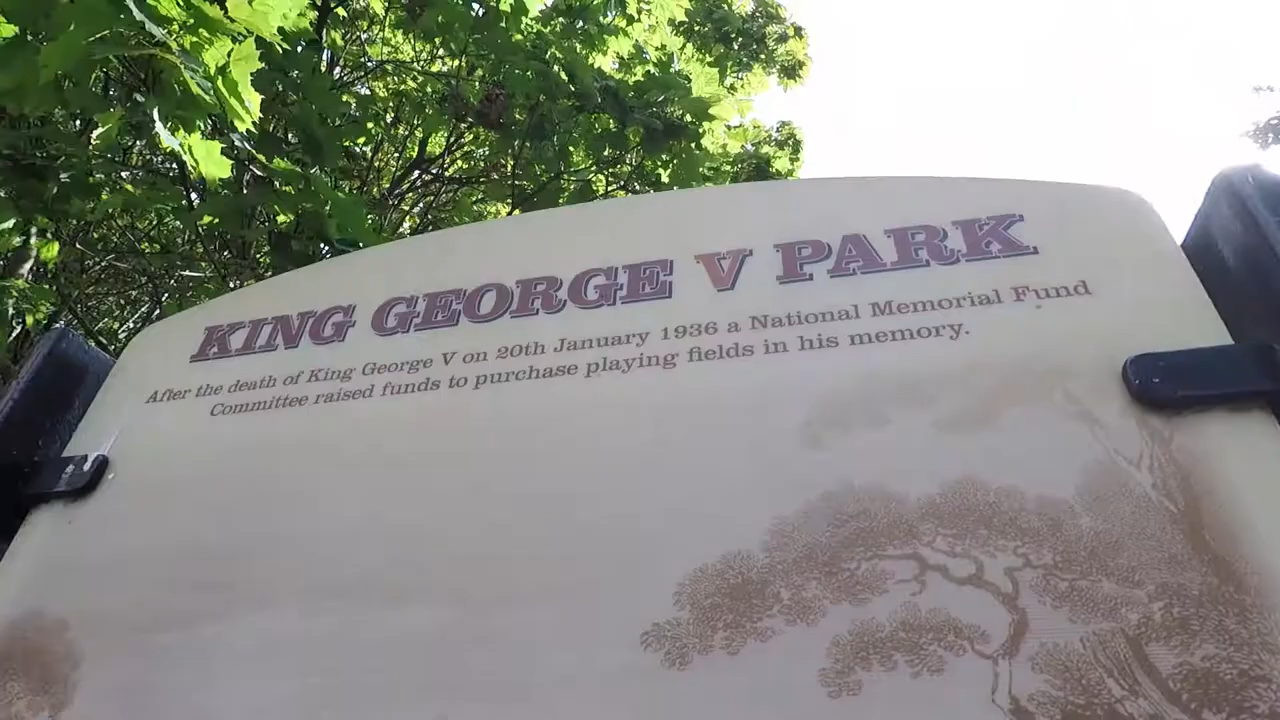 KING GEORGE V PARK
After the death of King George V on 20th January 1936 a National Memorial Fund
Committee raised funds to purchase playing fields in his memory.